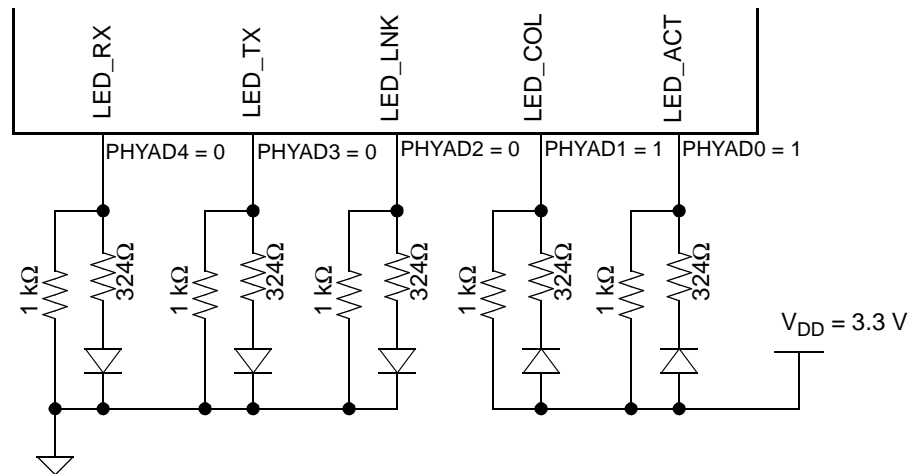 LED_RX
LED_TX
LED_LNK
LED_COL
LED_ACT
PHYAD4 = 0
PHYAD3 = 0
PHYAD2 = 0
PHYAD1 = 1
PHYAD0 = 1
1 kΩ
324Ω
1 kΩ
324Ω
1 kΩ
324Ω
1 kΩ
324Ω
1 kΩ
324Ω
VDD = 3.3 V